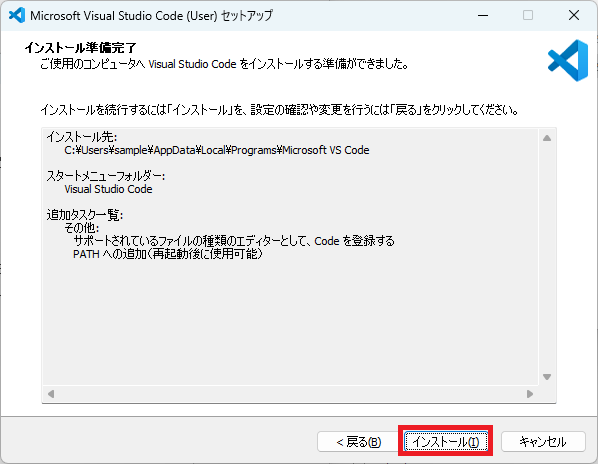 Microsoft Visual Studio Code (User) セットアップ
インストール準備完了
ご使用のコンピュータへ Visual Studio Code をインストールする準備ができました。
インストールを続行するには「インストール」を、設定の確認や変更を行うには「戻る」をクリックしてください。
インストール先:
C:¥Users¥sample¥AppData¥Local¥Programs¥Microsoft VS Code
スタートメニューフォルダー:
Visual Studio Code
追加タスク一覧:
その他:
サポートされているファイルの種類のエディターとして、Code を登録する
PATH への追加（再起動後に使用可能）
< 戻る(B) インストール(I) キャンセル